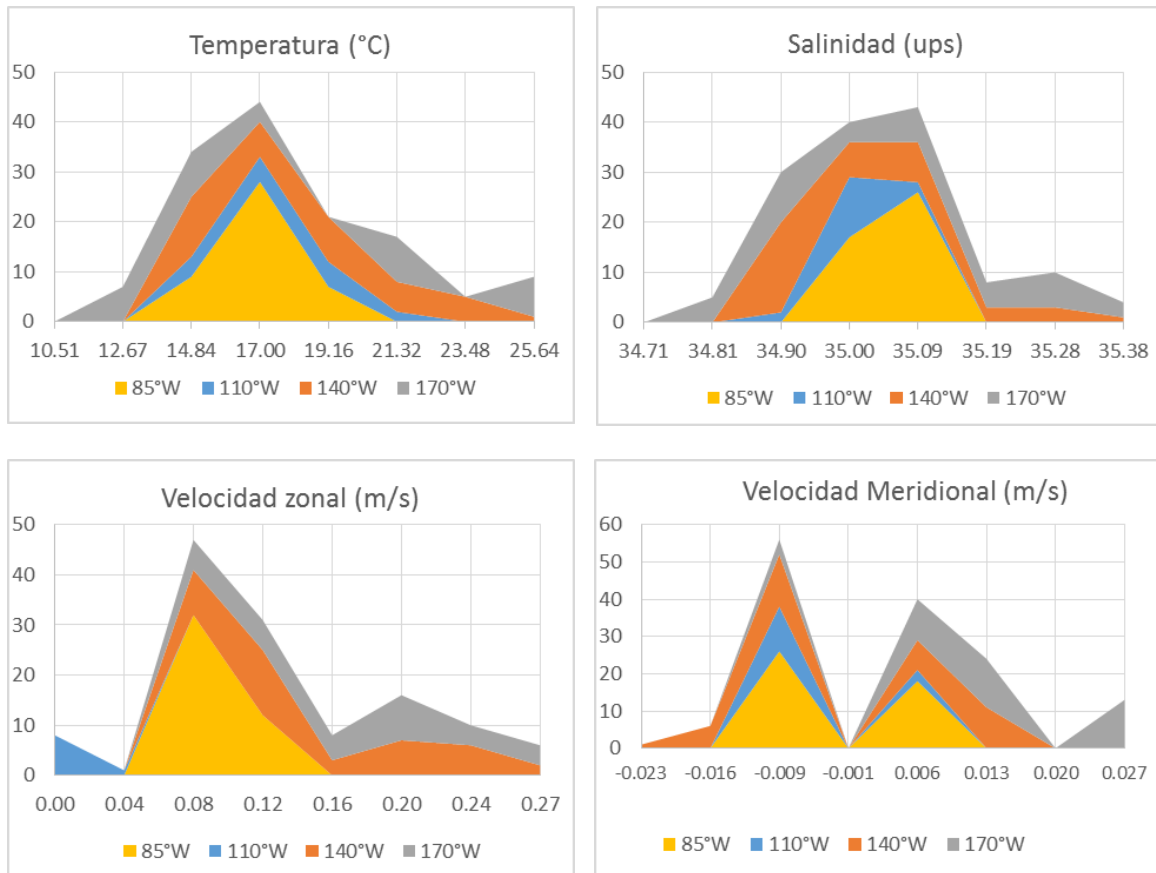 Temperatura (°C)
50
40
30
20
10
0
10.51 12.67 14.84 17.00 19.16 21.32 23.48 25.64
85°W 110°W 140°W 170°W
Salinidad (ups)
50
40
30
20
10
0
34.71 34.81 34.90 35.00 35.09 35.19 35.28 35.38
85°W 110°W 140°W 170°W
Velocidad zonal (m/s)
50
40
30
20
10
0
0.00 0.04 0.08 0.12 0.16 0.20 0.24 0.27
85°W 110°W 140°W 170°W
Velocidad Meridional (m/s)
60
50
40
30
20
10
0
-0.023 -0.016 -0.009 -0.001 0.006 0.013 0.020 0.027
85°W 110°W 140°W 170°W